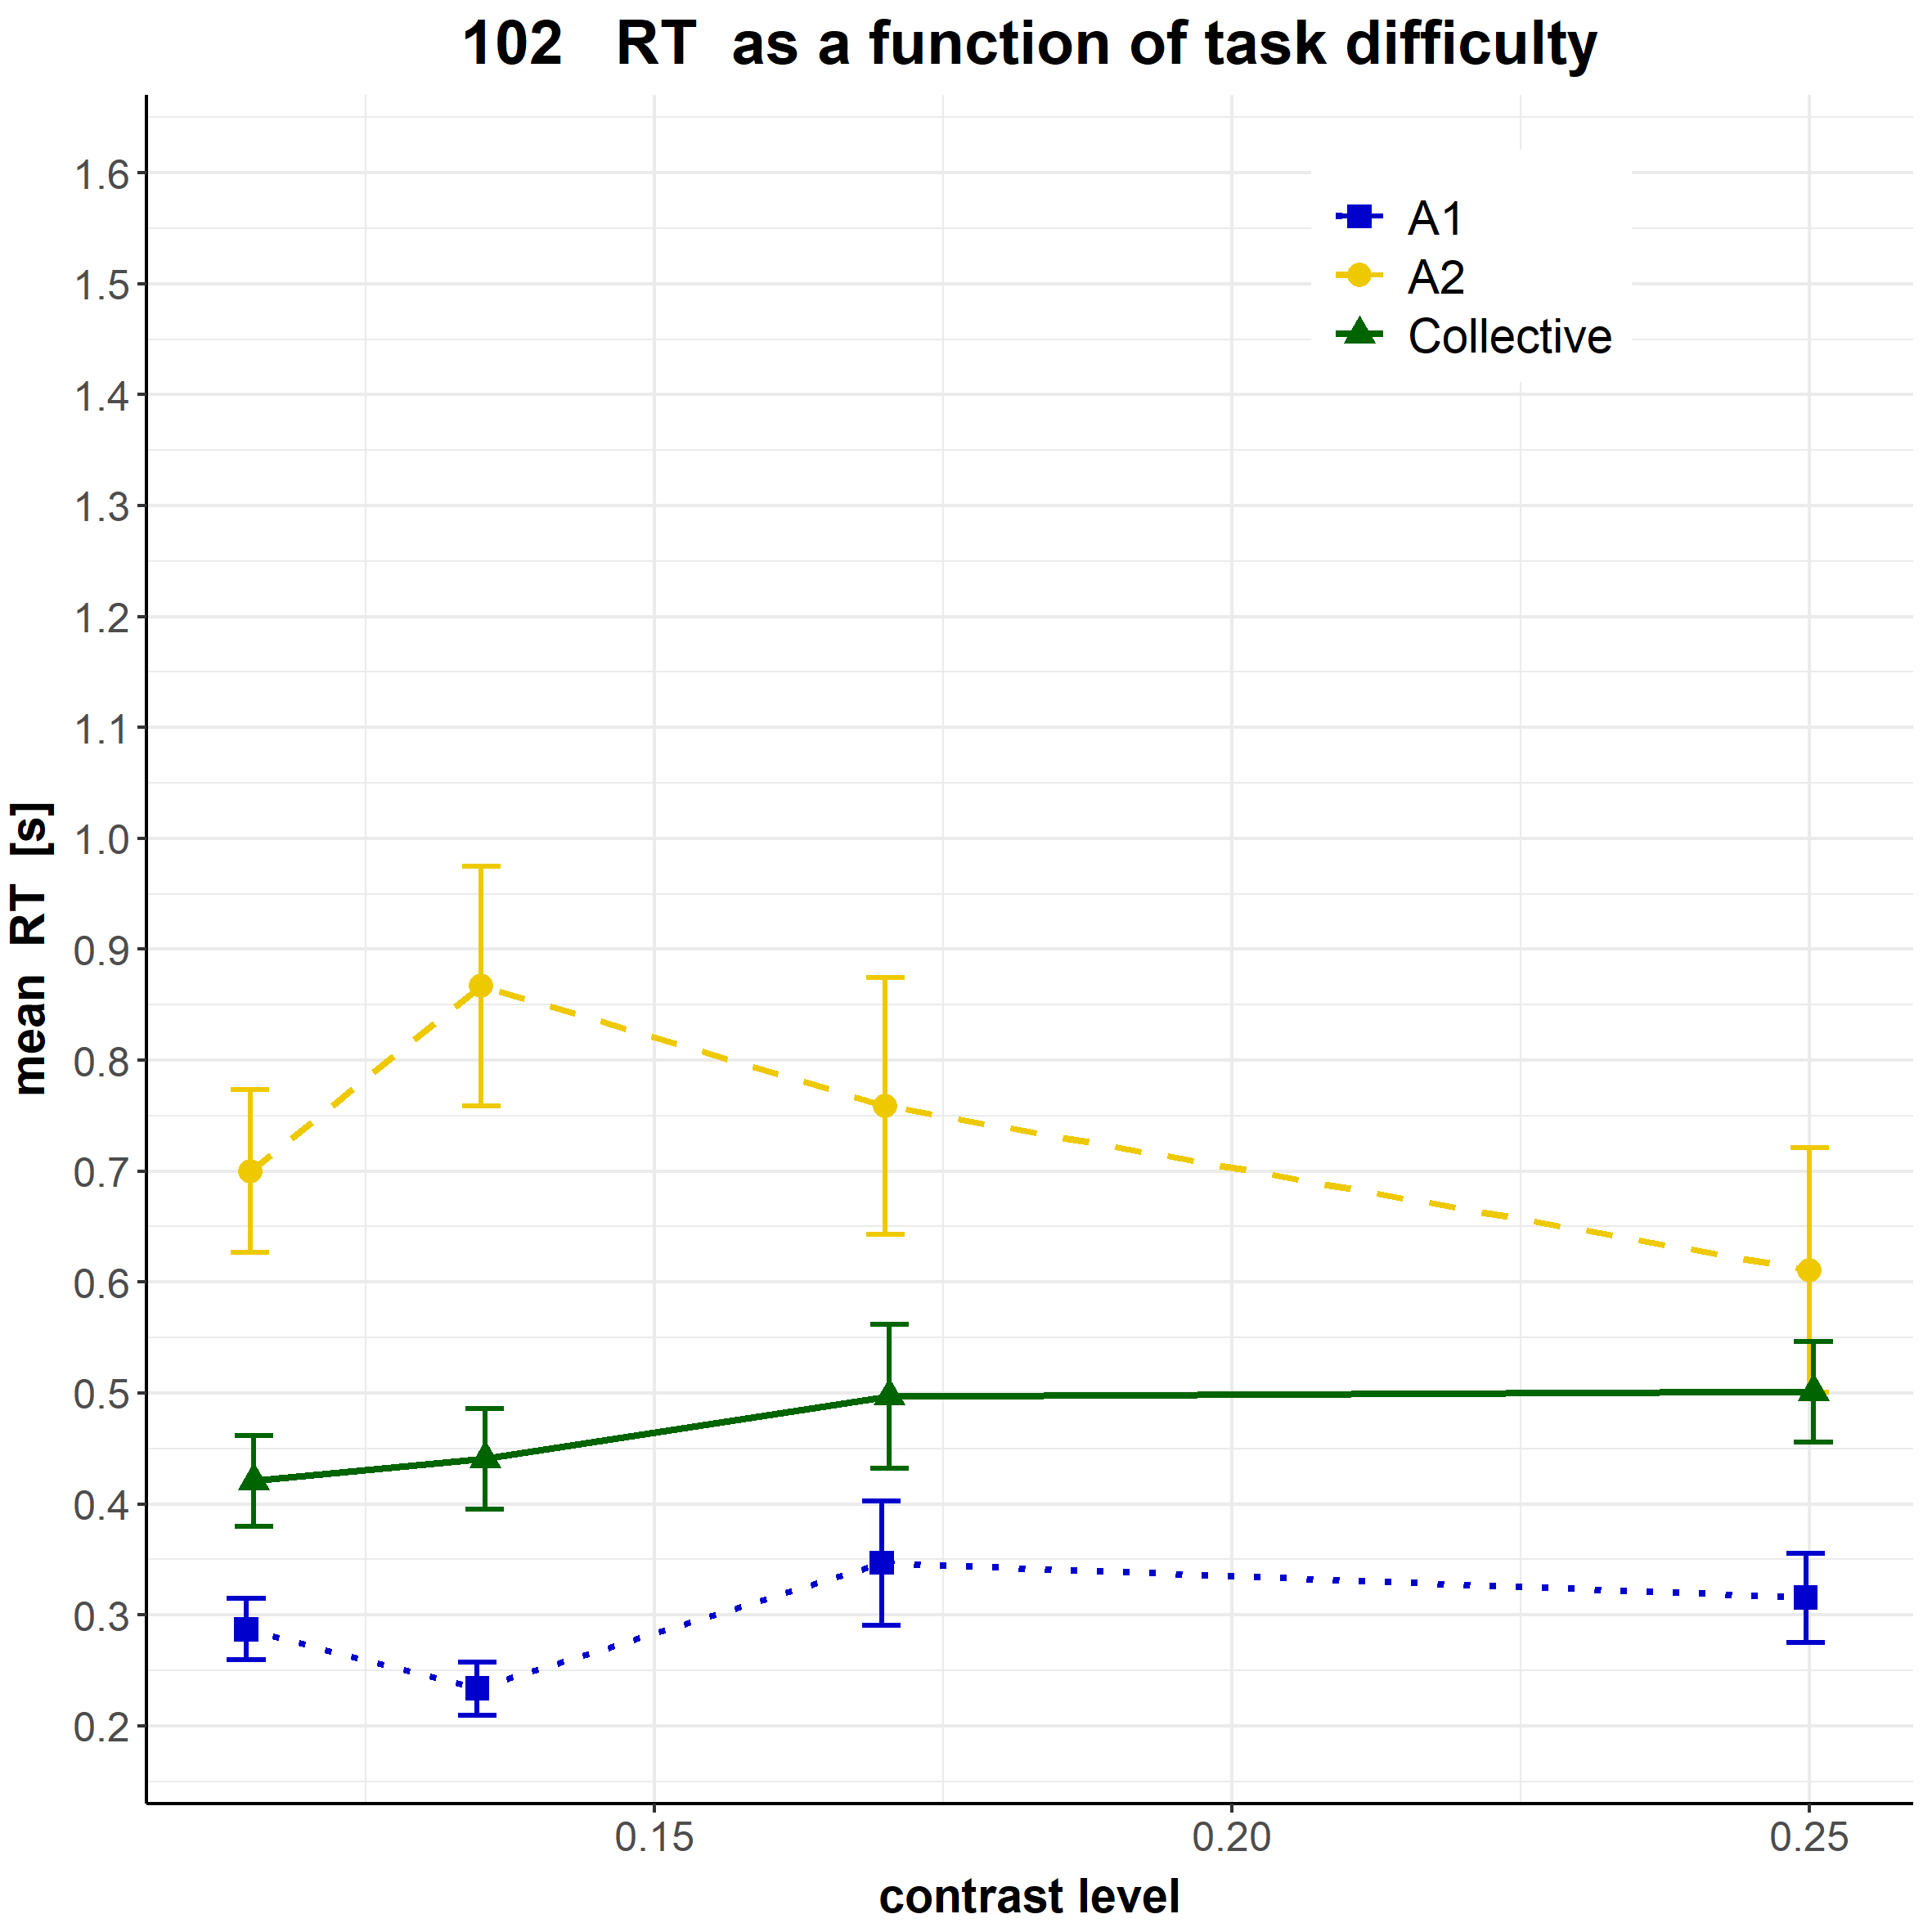 102 RT as a function of task difficulty
A1
A2
Collective
1.6
1.5
1.4
1.3
1.2
1.1
1.0
0.9
0.8
0.7
0.6
0.5
0.4
0.3
0.2
mean RT [s]
0.15 0.20 0.25
contrast level